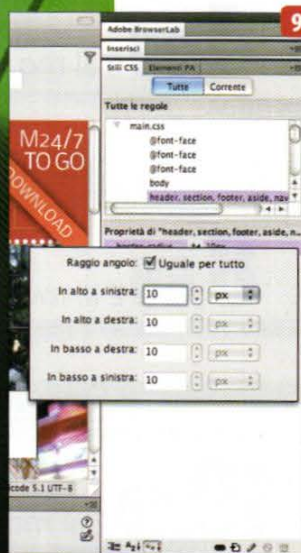 9
Adobe BrowserLab
Inserisci
Stili CSS Elementi PA
Tutte Corrente
Tutte le regole
main.css
@font-face
@font-face
@font-face
body
header, section, footer, aside, nav
M24/7
TO GO
DOWNLOAD
Proprietà di "header, section, footer, aside, n...
Raggio angolo: Uguale per tutto
In alto a sinistra: 10 px
In alto a destra: 10 px
In basso a destra: 10 px
In basso a sinistra: 10 px
icode 5.1 UTF-8